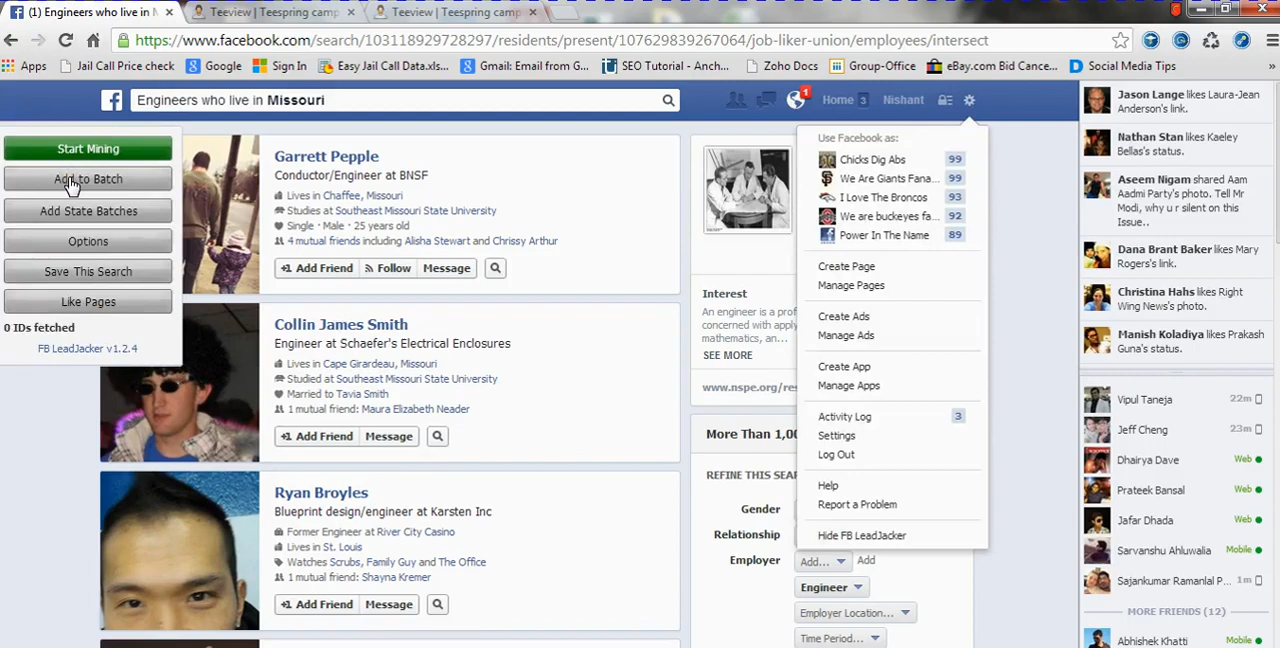 (1) Engineers who live in M
Teeview | Teespring camp
Teeview | Teespring camp
https://www.facebook.com/search/103118929728297/residents/present/107629839267064/job-liker-union/employees/intersect
Apps
Jail Call Price check
Google
Sign In
Easy Jail Call Data.xls...
Gmail: Email from G...
SEO Tutorial - Anch...
Zoho Docs
Group-Office
eBay.com Bid Cance...
Social Media Tips
Engineers who live in Missouri
1
Home 3
Nishant
Start Mining
Add to Batch
Add State Batches
Options
Save This Search
Like Pages
0 IDs fetched
FB LeadJacker v1.2.4
Garrett Pepple
Conductor/Engineer at BNSF
Lives in Chaffee, Missouri
Studies at Southeast Missouri State University
Single · Male · 25 years old
4 mutual friends including Alisha Stewart and Chrissy Arthur
+1 Add Friend
Follow
Message
Collin James Smith
Engineer at Schaefer's Electrical Enclosures
Lives in Cape Girardeau, Missouri
Studied at Southeast Missouri State University
Married to Tavia Smith
1 mutual friend: Maura Elizabeth Neader
+1 Add Friend
Message
Ryan Broyles
Blueprint design/engineer at Karsten Inc
Former Engineer at River City Casino
Lives in St. Louis
Watches Scrubs, Family Guy and The Office
1 mutual friend: Shayna Kremer
+1 Add Friend
Message
Interest
An engineer is a prof
concerned with apply
mathematics, an...
SEE MORE
www.nspe.org/res
More Than 1,00
REFINE THIS SEAR
Gender
Relationship
Employer
Add...
Add
Engineer
Employer Location...
Time Period...
Use Facebook as:
Chicks Dig Abs 99
We Are Giants Fana... 99
I Love The Broncos 93
We are buckeyes fa... 92
Power In The Name 89
Create Page
Manage Pages
Create Ads
Manage Ads
Create App
Manage Apps
Activity Log 3
Settings
Log Out
Help
Report a Problem
Hide FB LeadJacker
Jason Lange likes Laura-Jean
Anderson's link.
Nathan Stan likes Kaeley
Bellas's status.
Aseem Nigam shared Aam
Aadmi Party's photo. Tell Mr
Modi, why u r silent on this
Issue..
Dana Brant Baker likes Mary
Rogers's link.
Christina Hahs likes Right
Wing News's photo.
Manish Koladiya likes Prakash
Guna's status.
Vipul Taneja 22m
Jeff Cheng 23m
Dhairya Dave Web
Prateek Bansal Web
Jafar Dhada Web
Sarvanshu Ahluwalia Mobile
Sajankumar Ramanlal P... 1m
MORE FRIENDS (12)
Abhishek Khatti Mobile